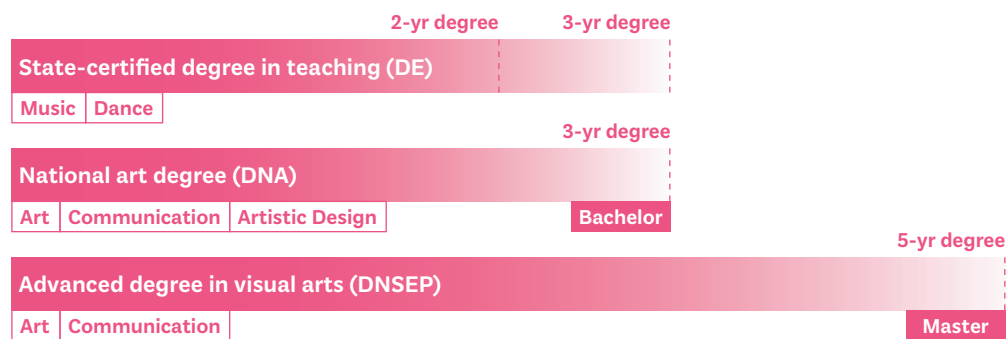 2-yr degree 3-yr degree
State-certified degree in teaching (DE)
Music Dance
3-yr degree
National art degree (DNA)
Art Communication Artistic Design Bachelor
5-yr degree
Advanced degree in visual arts (DNSEP)
Art Communication Master